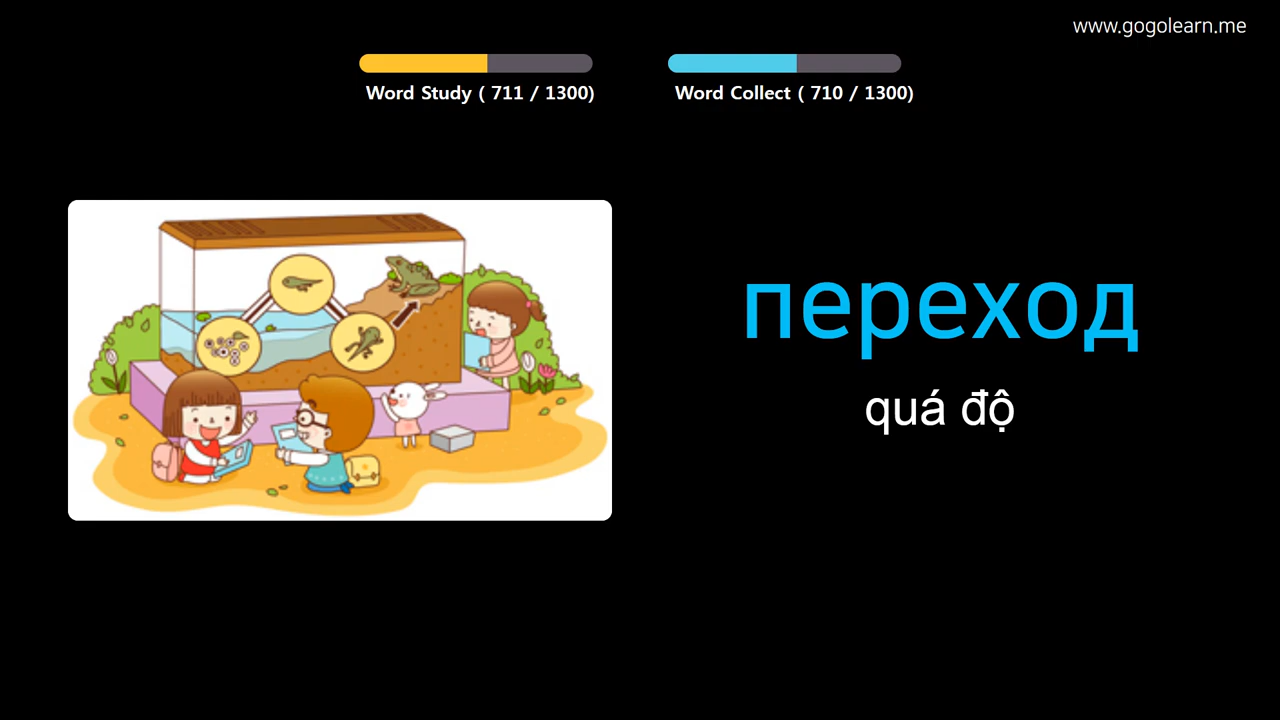 www.gogolearn.me
Word Study ( 711 / 1300)
Word Collect ( 710 / 1300)
переход
quá độ